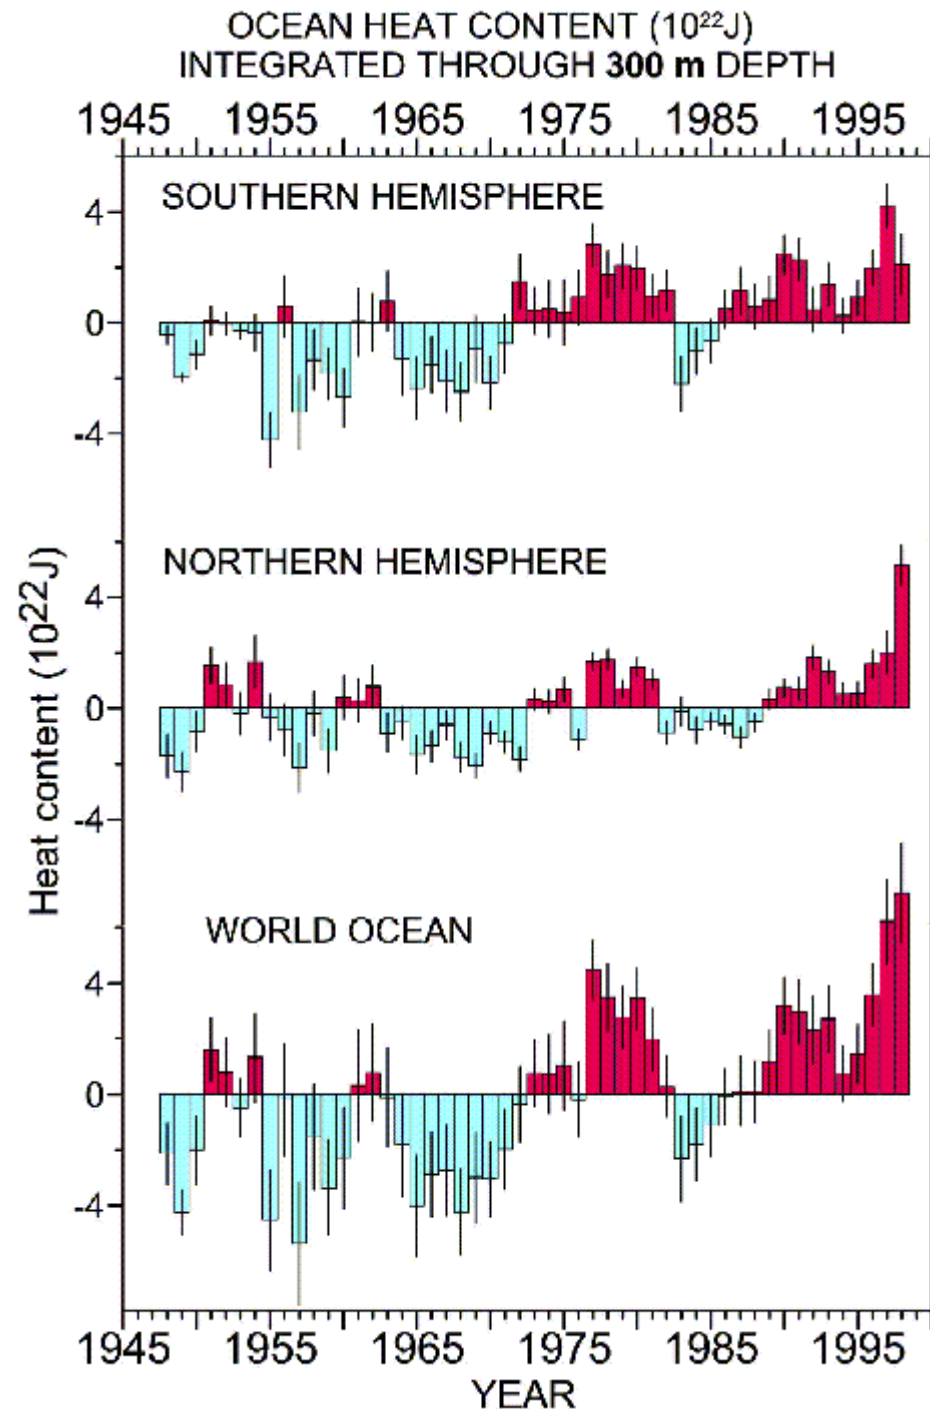 OCEAN HEAT CONTENT (10²²J)
INTEGRATED THROUGH 300 m DEPTH
1945 1955 1965 1975 1985 1995
SOUTHERN HEMISPHERE
4
0
-4
NORTHERN HEMISPHERE
4
0
-4
Heat content (10²²J)
WORLD OCEAN
4
0
-4
1945 1955 1965 1975 1985 1995
YEAR